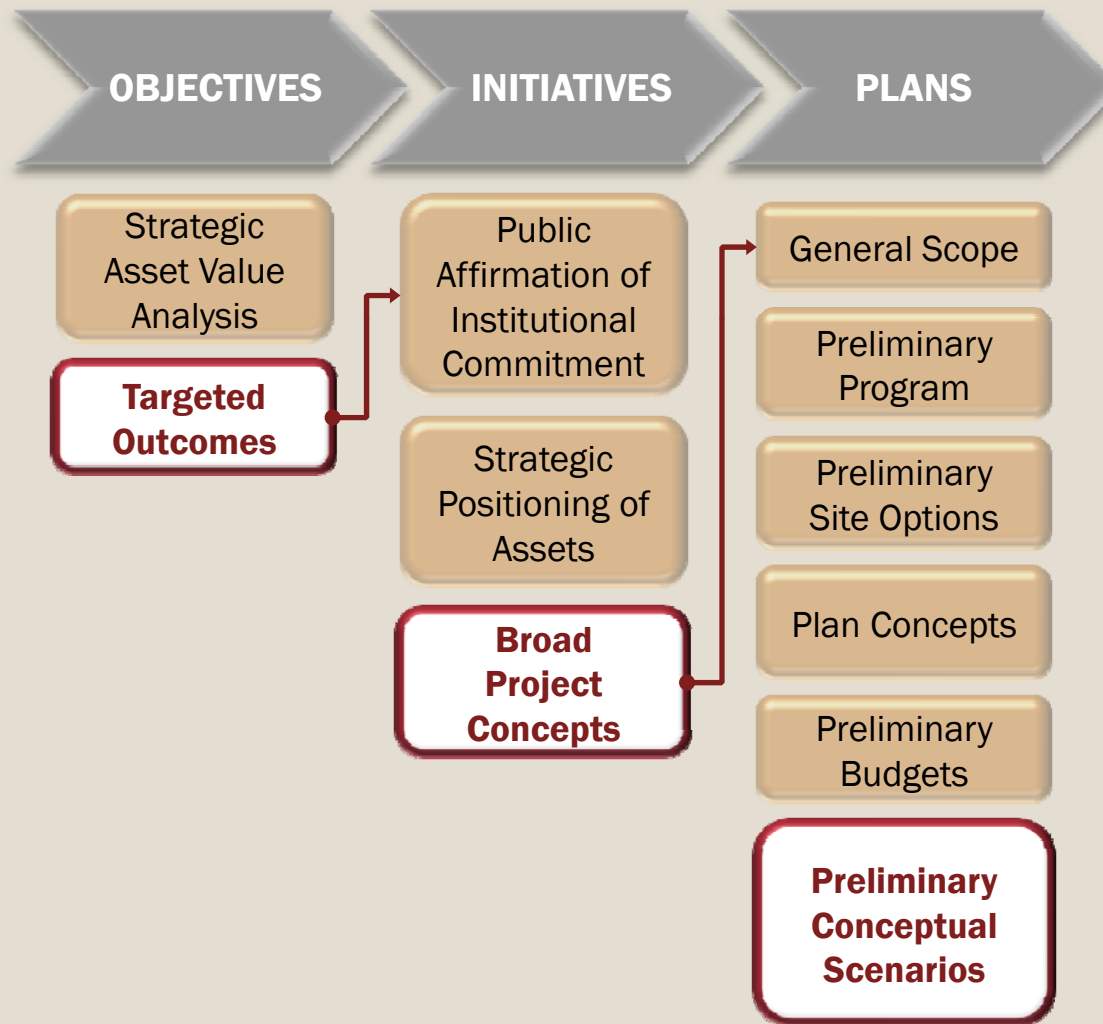 OBJECTIVES
INITIATIVES
PLANS
Strategic
Asset Value
Analysis
Targeted
Outcomes
Public
Affirmation of
Institutional
Commitment
Strategic
Positioning of
Assets
Broad
Project
Concepts
General Scope
Preliminary
Program
Preliminary
Site Options
Plan Concepts
Preliminary
Budgets
Preliminary
Conceptual
Scenarios